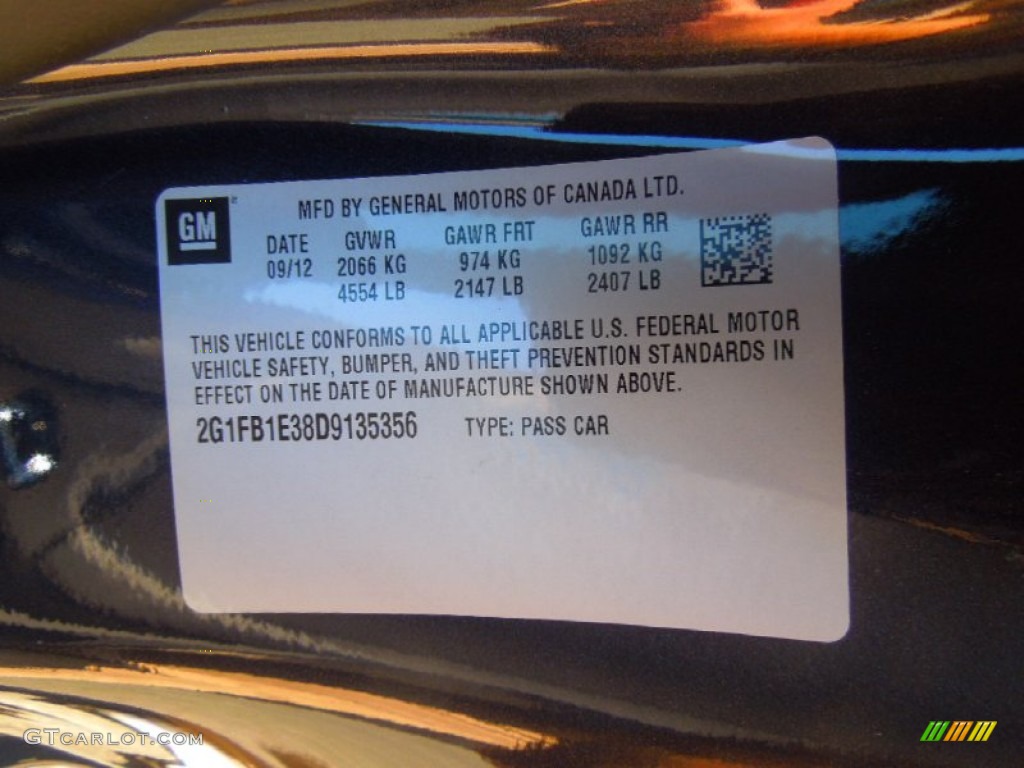 GM
MFD BY GENERAL MOTORS OF CANADA LTD.
DATE GVWR GAWR FRT GAWR RR
09/12 2066 KG 974 KG 1092 KG
4554 LB 2147 LB 2407 LB
THIS VEHICLE CONFORMS TO ALL APPLICABLE U.S. FEDERAL MOTOR
VEHICLE SAFETY, BUMPER, AND THEFT PREVENTION STANDARDS IN
EFFECT ON THE DATE OF MANUFACTURE SHOWN ABOVE.
2G1FB1E38D9135356 TYPE: PASS CAR
GTCARLOT.COM